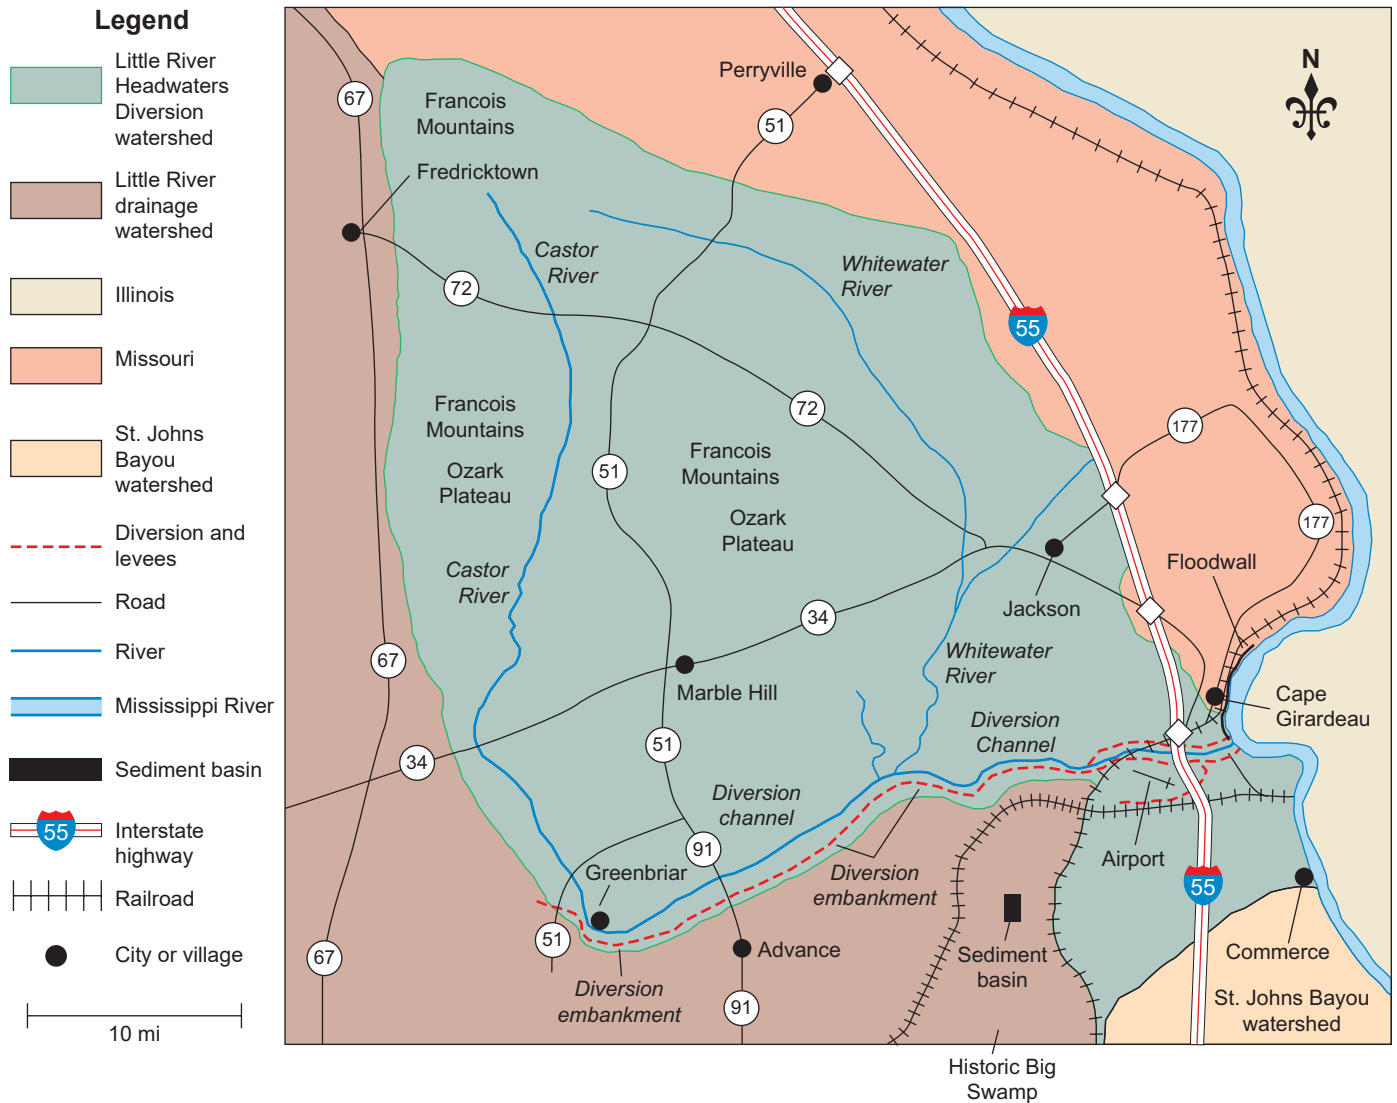 Legend
Little River
Headwaters
Diversion
watershed
Little River
drainage
watershed
Illinois
Missouri
St. Johns
Bayou
watershed
Diversion and
levees
Road
River
Mississippi River
Sediment basin
55
Interstate
highway
Railroad
City or village
10 mi
N
Perryville
67
Francois
Mountains
51
Fredricktown
Castor
River
Whitewater
River
72
55
Francois
Mountains
72
177
Ozark
Plateau
51
Francois
Mountains
Ozark
Plateau
177
Floodwall
Castor
River
Jackson
34
67
Whitewater
River
Marble Hill
Cape
Girardeau
Diversion
Channel
51
34
Diversion
channel
91
Greenbriar
Airport
Diversion
embankment
55
51
Advance
Commerce
67
Sediment
basin
Diversion
embankment
91
St. Johns Bayou
watershed
Historic Big
Swamp